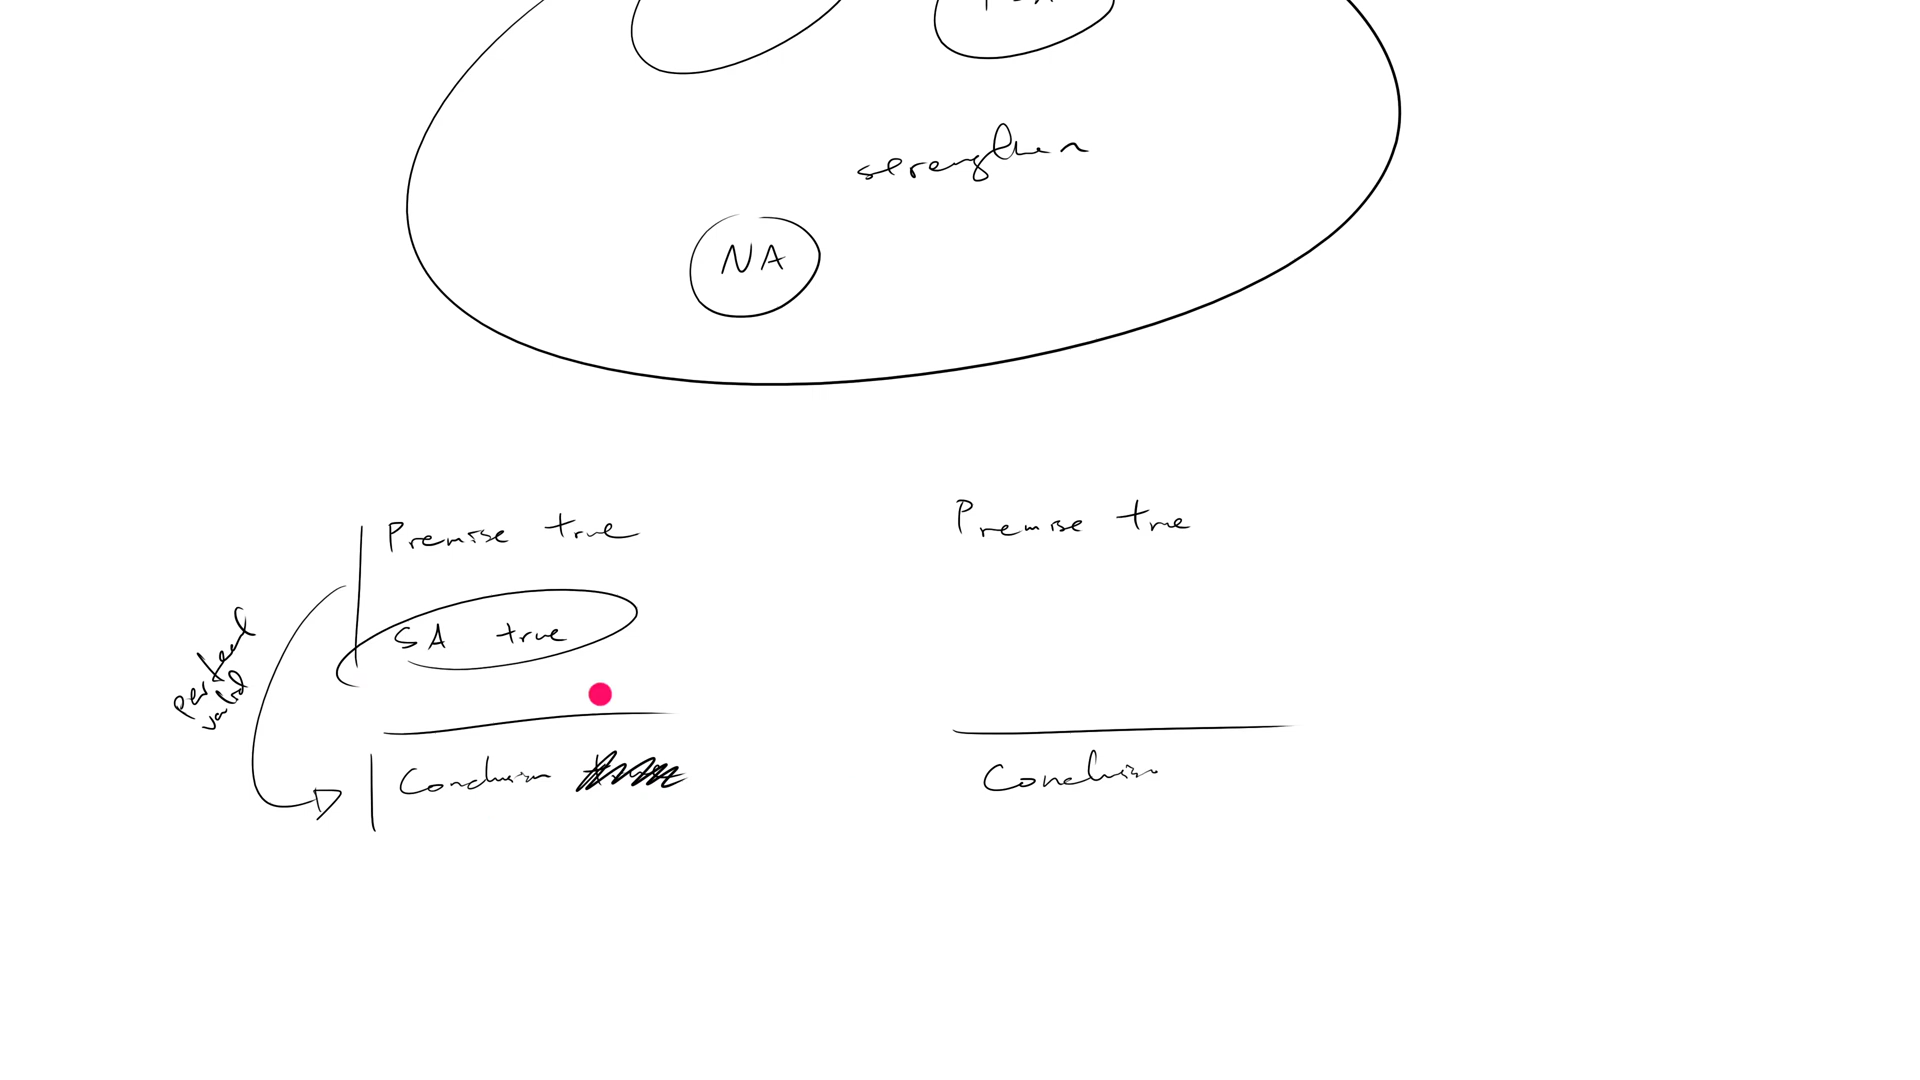 strengthen
NA
Premise true
SA true
Conclusion
perfect
valid
Premise true
Conclusion